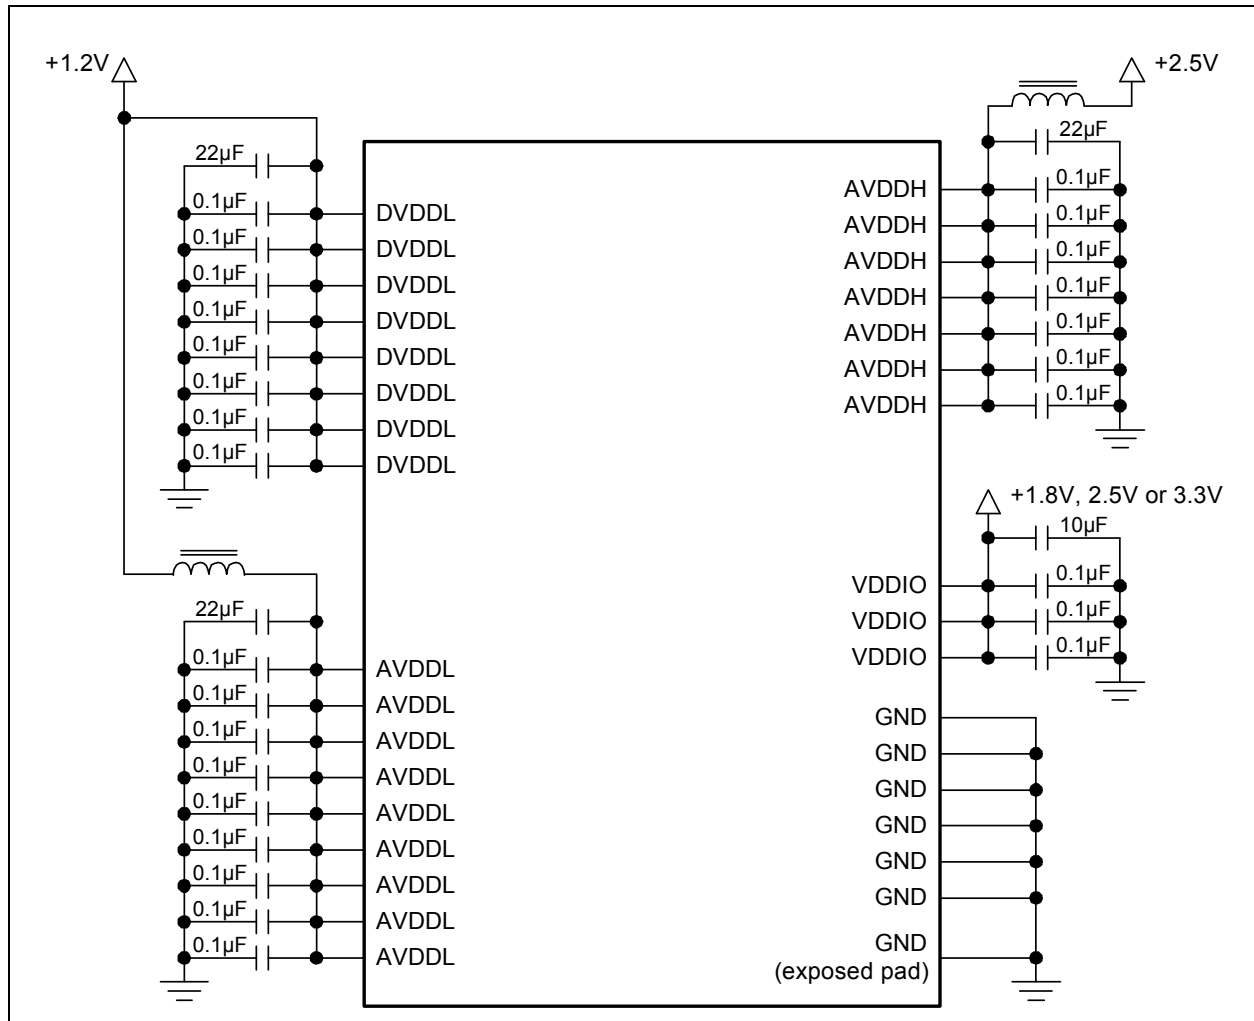 +1.2V
22µF
0.1µF
DVDDL
0.1µF
DVDDL
0.1µF
DVDDL
0.1µF
DVDDL
0.1µF
DVDDL
0.1µF
DVDDL
0.1µF
DVDDL
0.1µF
DVDDL
22µF
0.1µF
AVDDL
0.1µF
AVDDL
0.1µF
AVDDL
0.1µF
AVDDL
0.1µF
AVDDL
0.1µF
AVDDL
0.1µF
AVDDL
0.1µF
AVDDL
0.1µF
AVDDL
+2.5V
22µF
AVDDH
0.1µF
AVDDH
0.1µF
AVDDH
0.1µF
AVDDH
0.1µF
AVDDH
0.1µF
AVDDH
0.1µF
AVDDH
0.1µF
+1.8V, 2.5V or 3.3V
10µF
VDDIO
0.1µF
VDDIO
0.1µF
VDDIO
0.1µF
GND
GND
GND
GND
GND
GND
GND
(exposed pad)